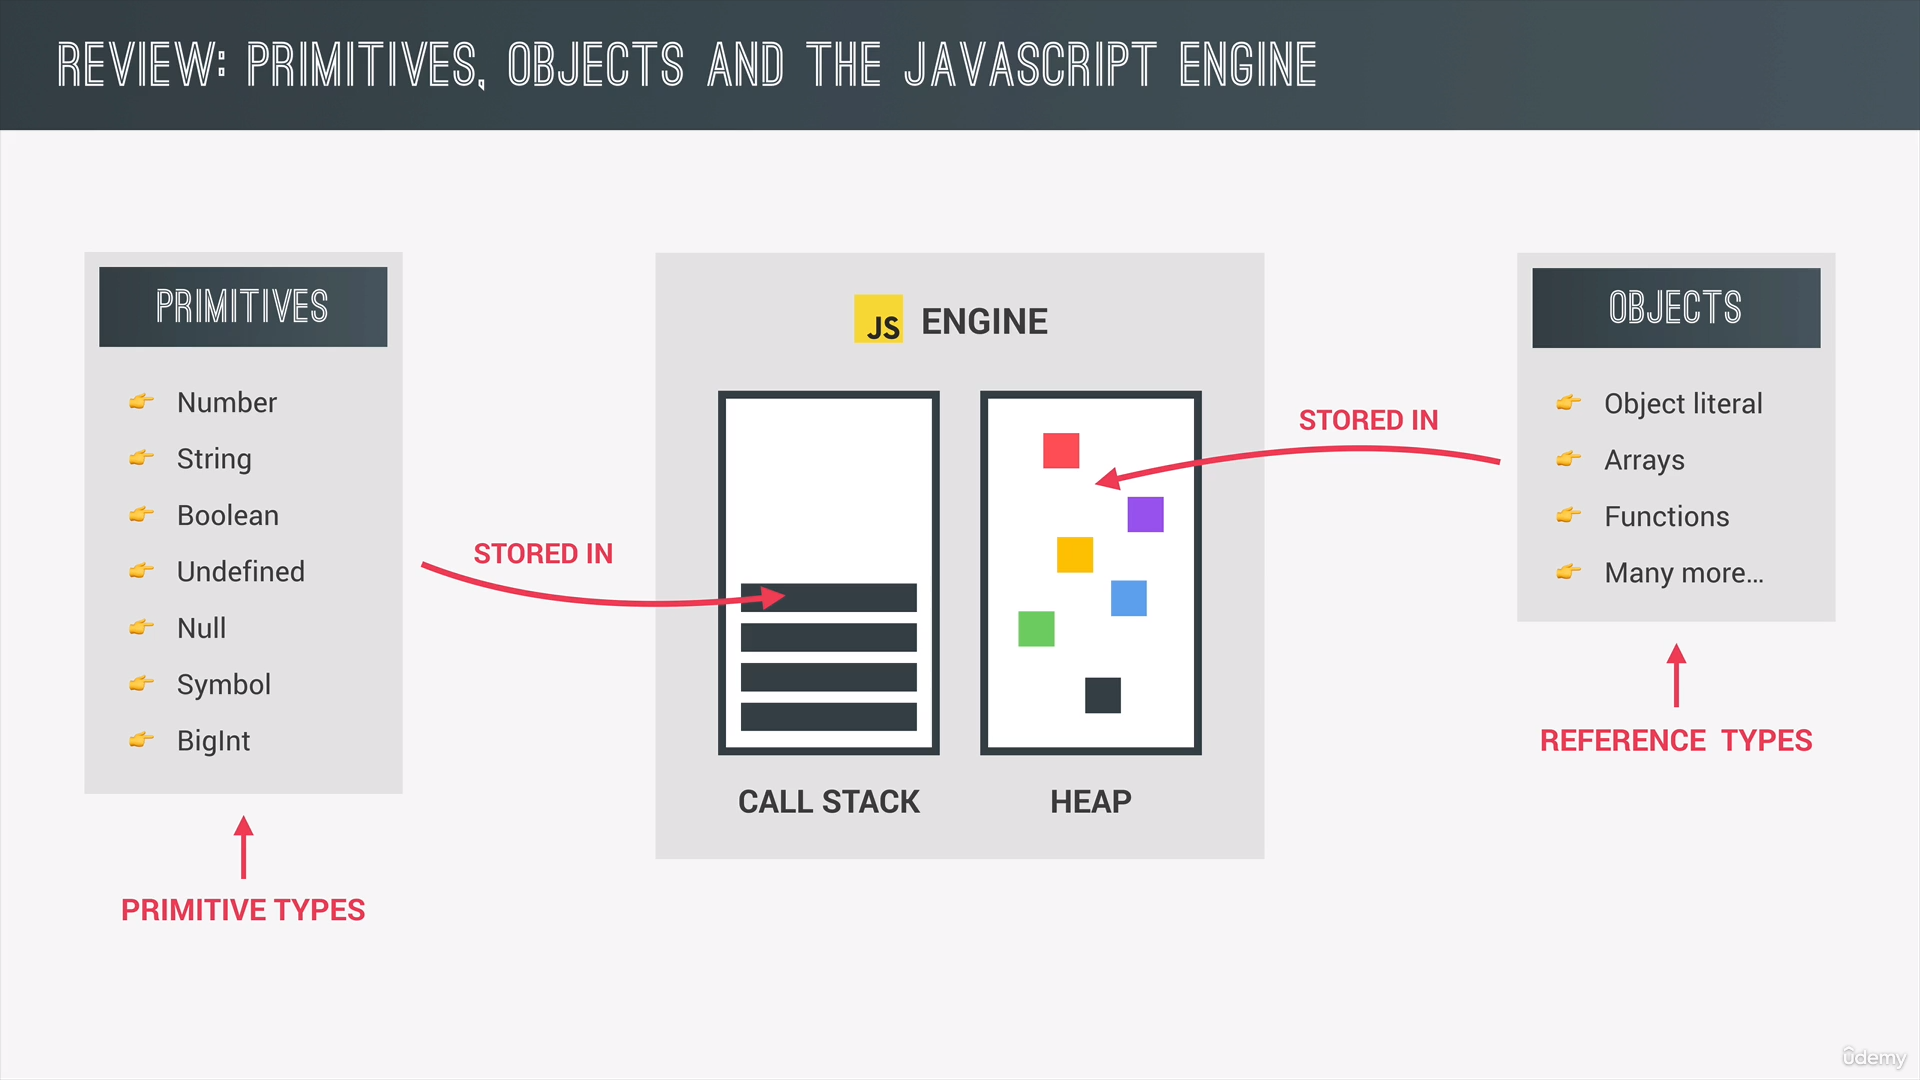 REVIEW: PRIMITIVES, OBJECTS AND THE JAVASCRIPT ENGINE
PRIMITIVES
Number
String
Boolean
Undefined
Null
Symbol
BigInt
PRIMITIVE TYPES
STORED IN
JS ENGINE
CALL STACK
HEAP
STORED IN
OBJECTS
Object literal
Arrays
Functions
Many more...
REFERENCE TYPES
ûdemy